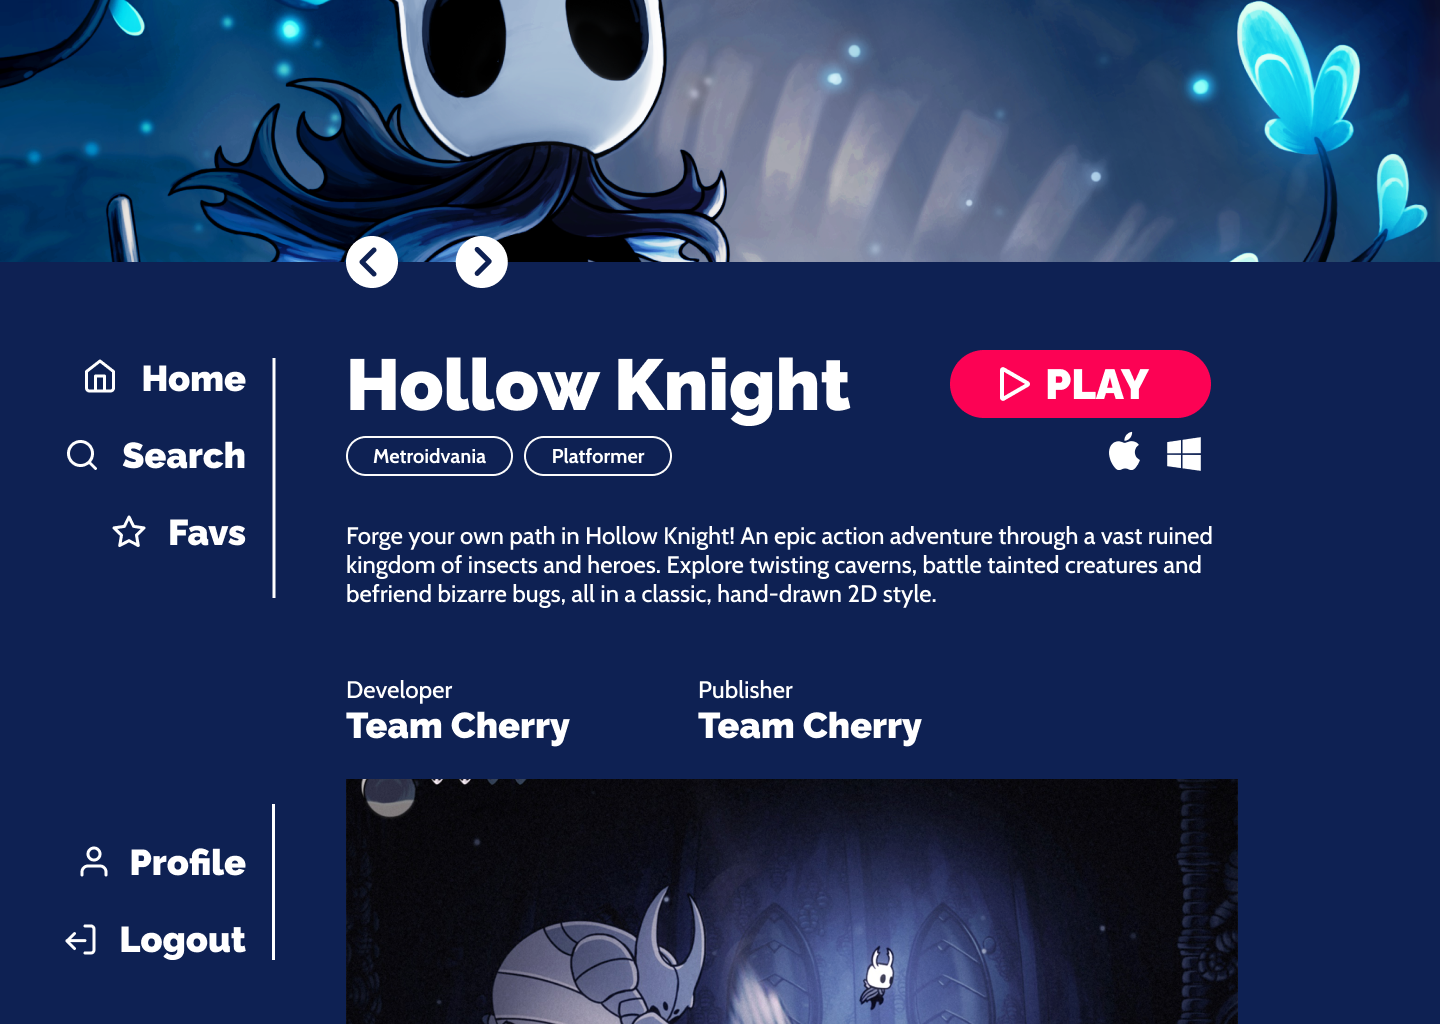 Home
Search
Favs
Hollow Knight
PLAY
Metroidvania
Platformer
Forge your own path in Hollow Knight! An epic action adventure through a vast ruined
kingdom of insects and heroes. Explore twisting caverns, battle tainted creatures and
befriend bizarre bugs, all in a classic, hand-drawn 2D style.
Developer
Team Cherry
Publisher
Team Cherry
Profile
Logout